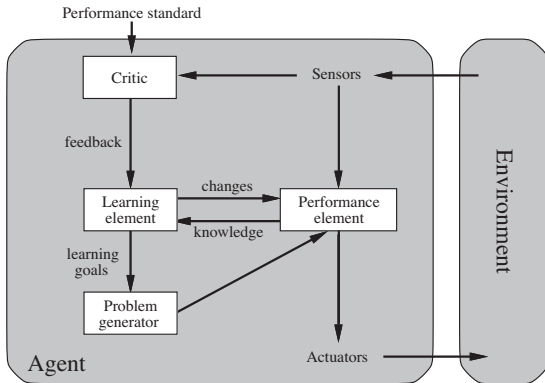 Performance standard
Critic
Sensors
feedback
changes
Learning
element
Performance
element
knowledge
learning
goals
Problem
generator
Actuators
Agent
Environment